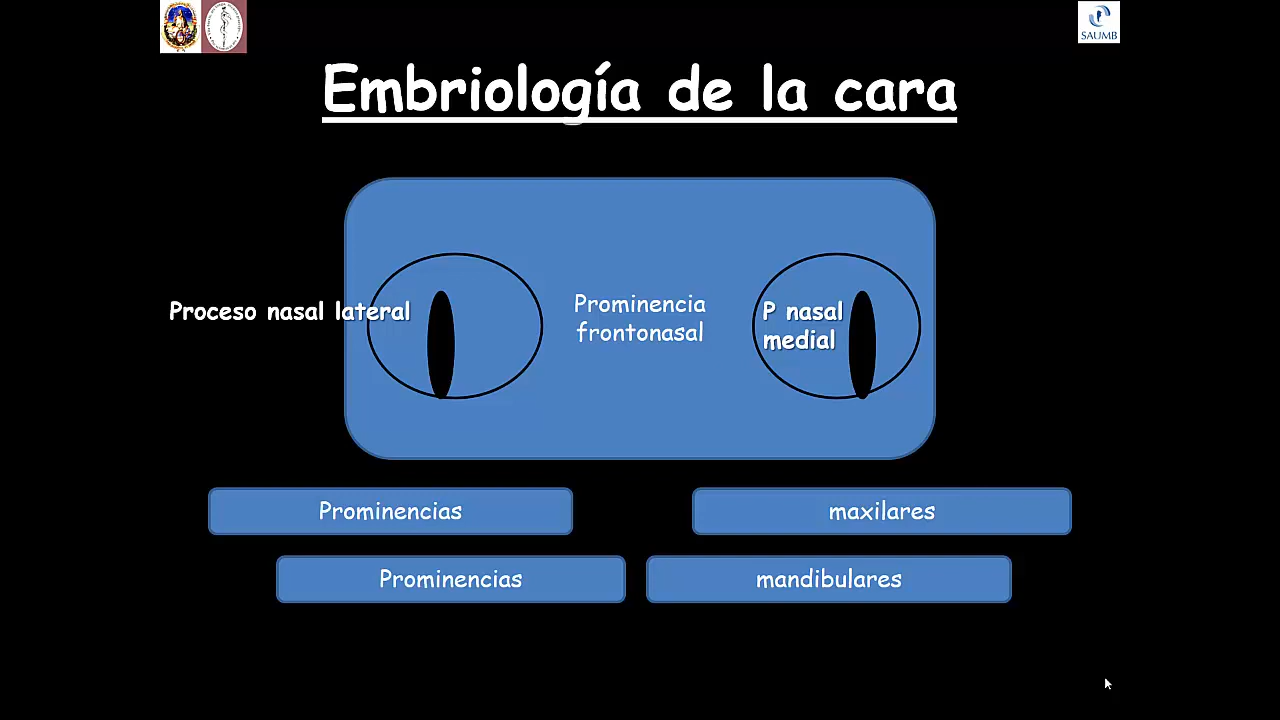 SAUMB
Embriología de la cara
Proceso nasal lateral
Prominencia
frontonasal
P nasal
medial
Prominencias
maxilares
Prominencias
mandibulares